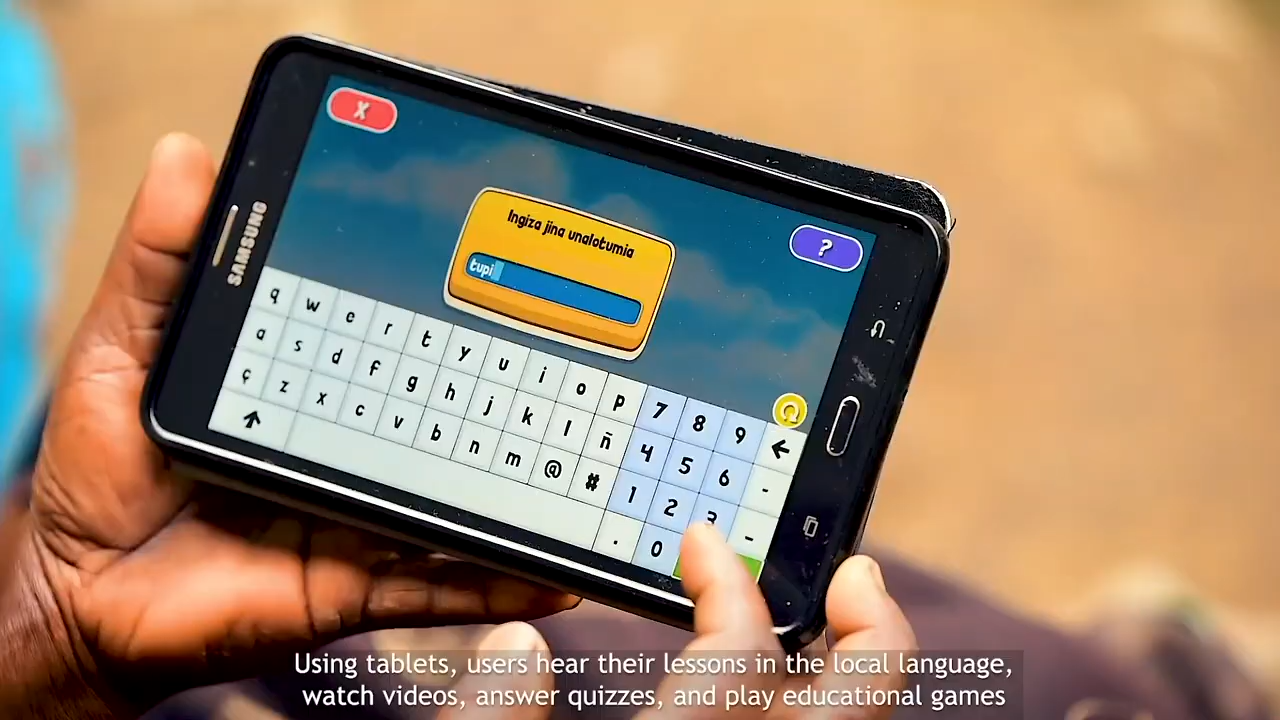 SAMSUNG
X
?
Ingiza jina unalotumia
tupi
q w e r t y u i o p 7 8 9
a s d f g h j k l ñ 4 5 6 -
ç z x c v b n m @ # 1 2 3 -
. 0
Using tablets, users hear their lessons in the local language,
watch videos, answer quizzes, and play educational games